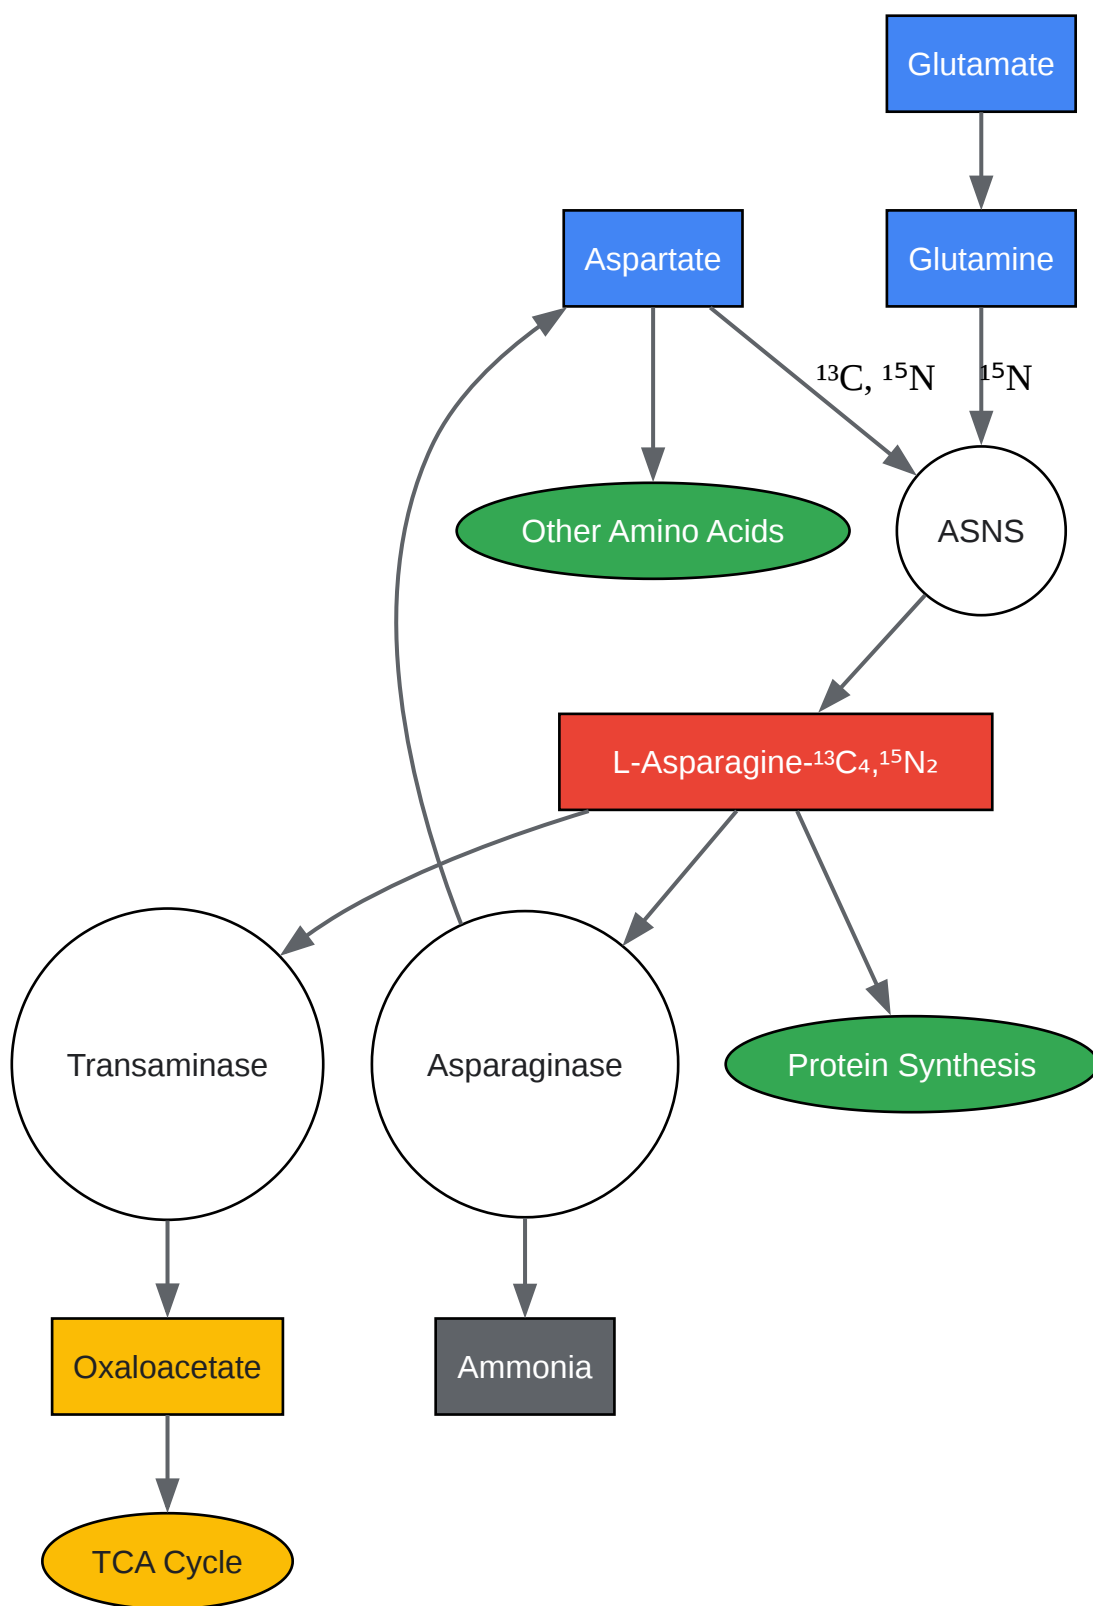 Glutamate
Aspartate
Glutamine
¹³C, ¹⁵N
¹⁵N
Other Amino Acids
ASNS
L-Asparagine-¹³C₄,¹⁵N₂
Transaminase
Asparaginase
Protein Synthesis
Oxaloacetate
Ammonia
TCA Cycle